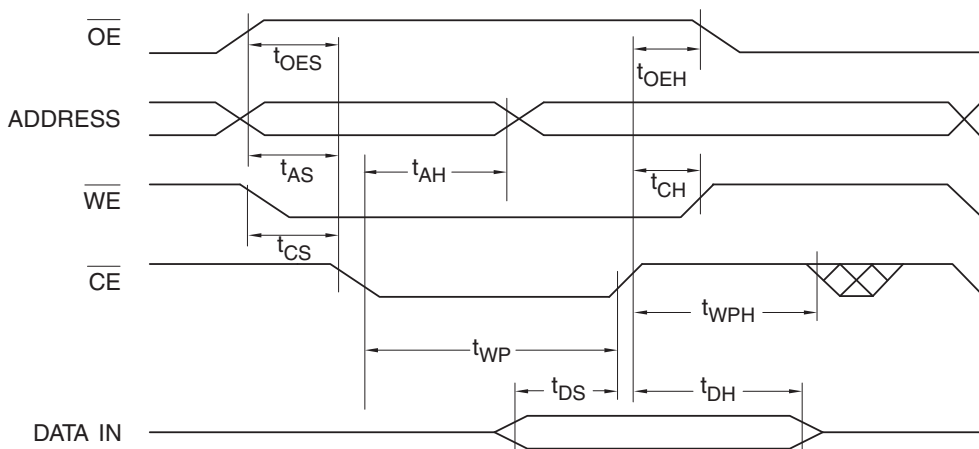 OE
tOES
tOEH
ADDRESS
tAS
tAH
tCH
WE
tCS
CE
tWPH
tWP
tDS
tDH
DATA IN